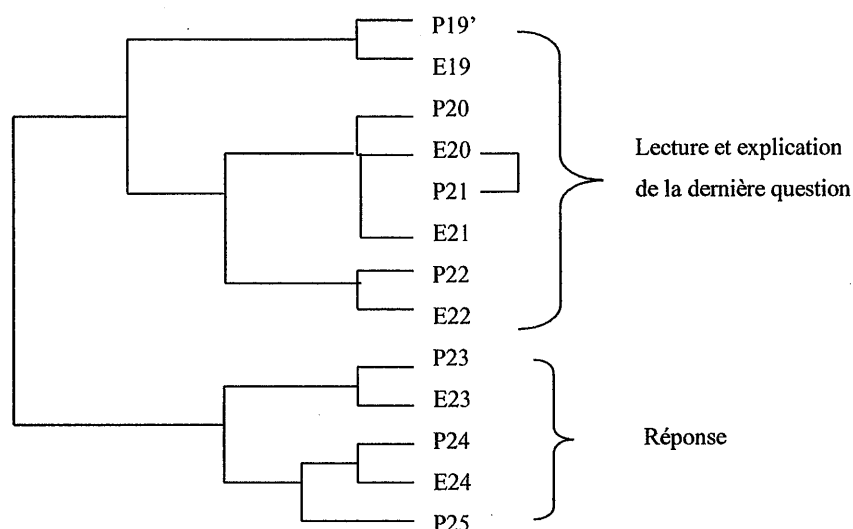 P19’
E19
P20
E20
P21
E21
P22
E22
Lecture et explication
de la dernière question
P23
E23
P24
E24
P25
Réponse